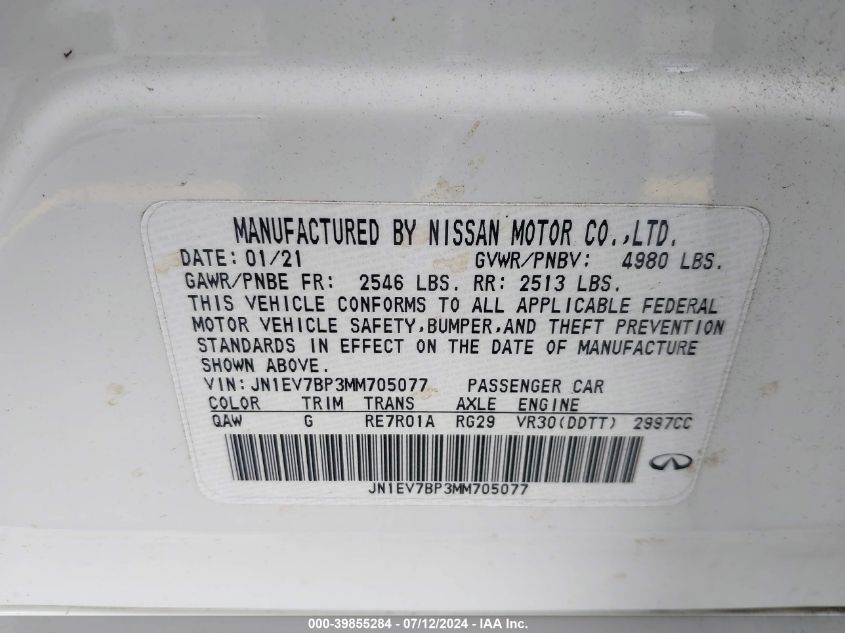 MANUFACTURED BY NISSAN MOTOR CO.,LTD.
DATE: 01/21 GVWR/PNBV: 4980 LBS.
GAWR/PNBE FR: 2546 LBS. RR: 2513 LBS.
THIS VEHICLE CONFORMS TO ALL APPLICABLE FEDERAL
MOTOR VEHICLE SAFETY,BUMPER,AND THEFT PREVENTION
STANDARDS IN EFFECT ON THE DATE OF MANUFACTURE
SHOWN ABOVE.
VIN: JN1EV7BP3MM705077 PASSENGER CAR
COLOR TRIM TRANS AXLE ENGINE
QAW G RE7R01A RG29 VR30(DDTT) 2997CC
JN1EV7BP3MM705077
000-39855284 - 07/12/2024 - IAA Inc.